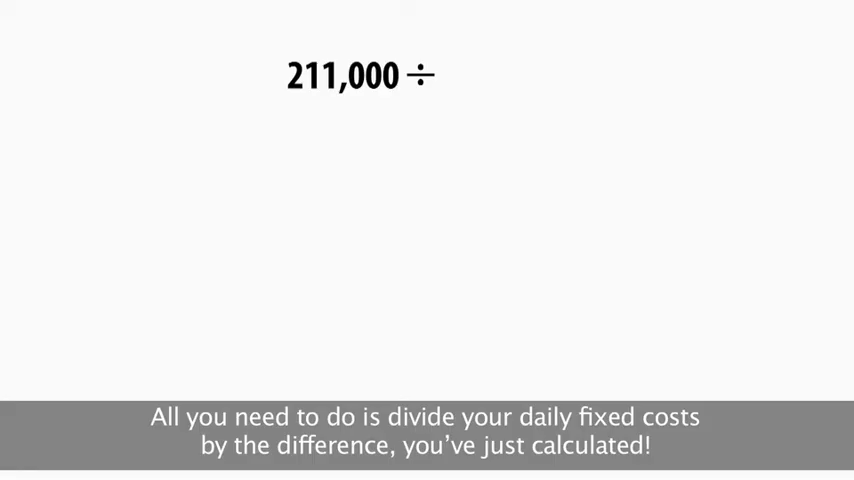 211,000 ÷
All you need to do is divide your daily fixed costs
by the difference, you've just calculated!